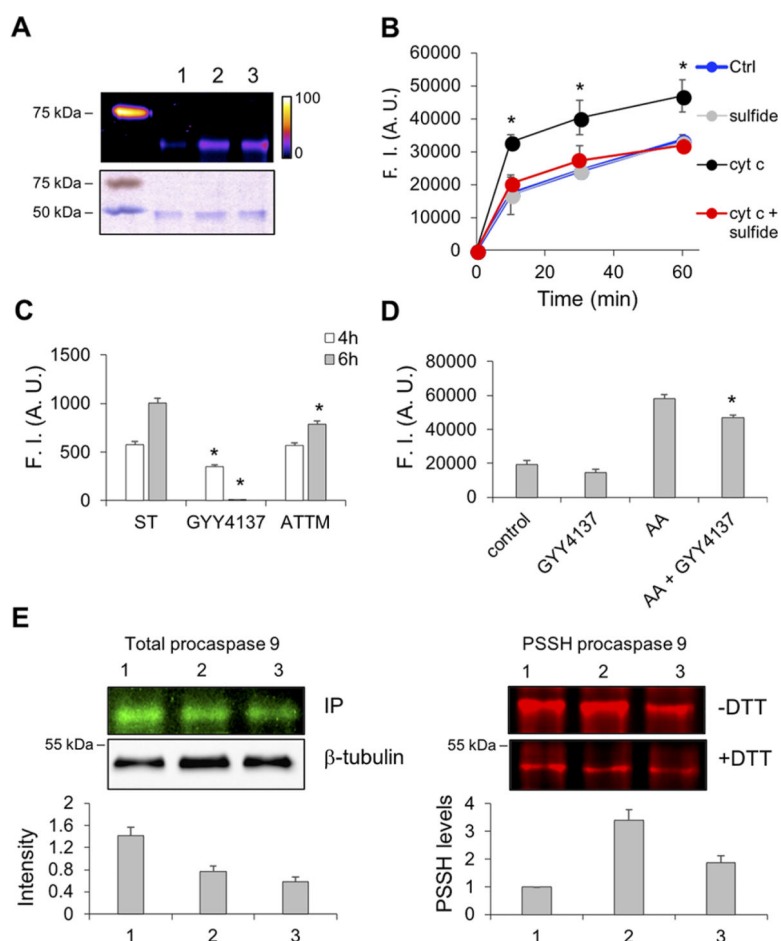 A
1 2 3
75 kDa –
100
0
75 kDa –
50 kDa –
B
F. I. (A. U.)
60000
50000
40000
30000
20000
10000
0
* * *
0 20 40 60
Time (min)
Ctrl
sulfide
cyt c
cyt c +
sulfide
C
4h
6h
F. I. (A. U.)
1500
1000
500
0
* * *
ST GYY4137 ATTM
D
F. I. (A. U.)
80000
60000
40000
20000
0
*
control
GYY4137
AA
AA + GYY4137
E
Total procaspase 9
1 2 3
IP
55 kDa –
β-tubulin
Intensity
1.6
1.2
0.8
0.4
0
1 2 3
PSSH procaspase 9
1 2 3
-DTT
55 kDa –
+DTT
PSSH levels
4
3
2
1
0
1 2 3